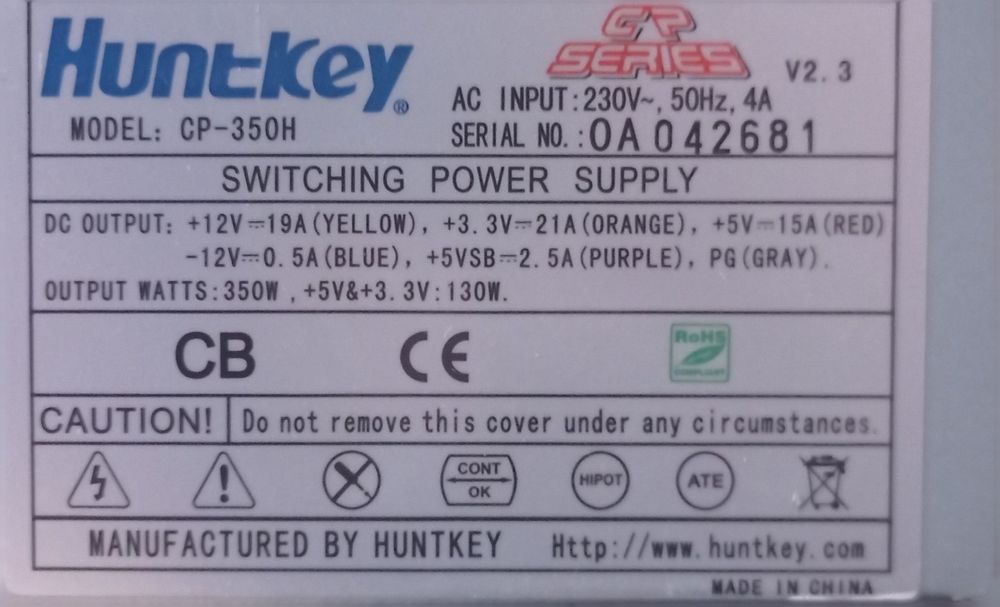 Huntkey®
CP
SERIES
V2.3
AC INPUT:230V~, 50Hz, 4A
MODEL: CP-350H
SERIAL NO.:0A042681
SWITCHING POWER SUPPLY
DC OUTPUT: +12V⎓19A(YELLOW), +3.3V⎓21A(ORANGE), +5V⎓15A(RED)
-12V⎓0.5A(BLUE), +5VSB⎓2.5A(PURPLE), PG(GRAY).
OUTPUT WATTS:350W ,+5V&+3.3V:130W.
CB CE RoHS
COMPLIANT
CAUTION! Do not remove this cover under any circumstances.
CONT
OK
HIPOT
ATE
MANUFACTURED BY HUNTKEY Http://www.huntkey.com
MADE IN CHINA